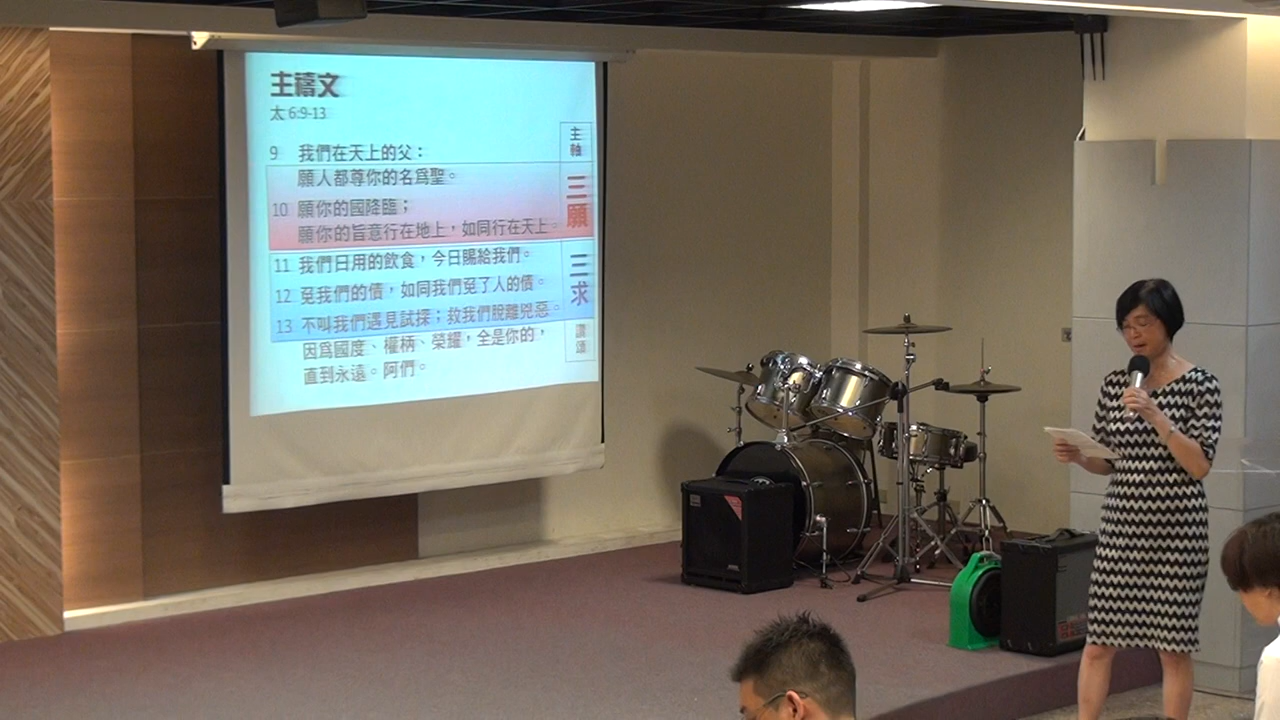 主禱文
太 6:9-13
9 我們在天上的父：
主軸
願人都尊你的名為聖。
10 願你的國降臨；
願你的旨意行在地上，如同行在天上。
三願
11 我們日用的飲食，今日賜給我們。
12 免我們的債，如同我們免了人的債。
13 不叫我們遇見試探；救我們脫離兇惡。
三求
因為國度、權柄、榮耀，全是你的，
直到永遠。阿們。
讚頌